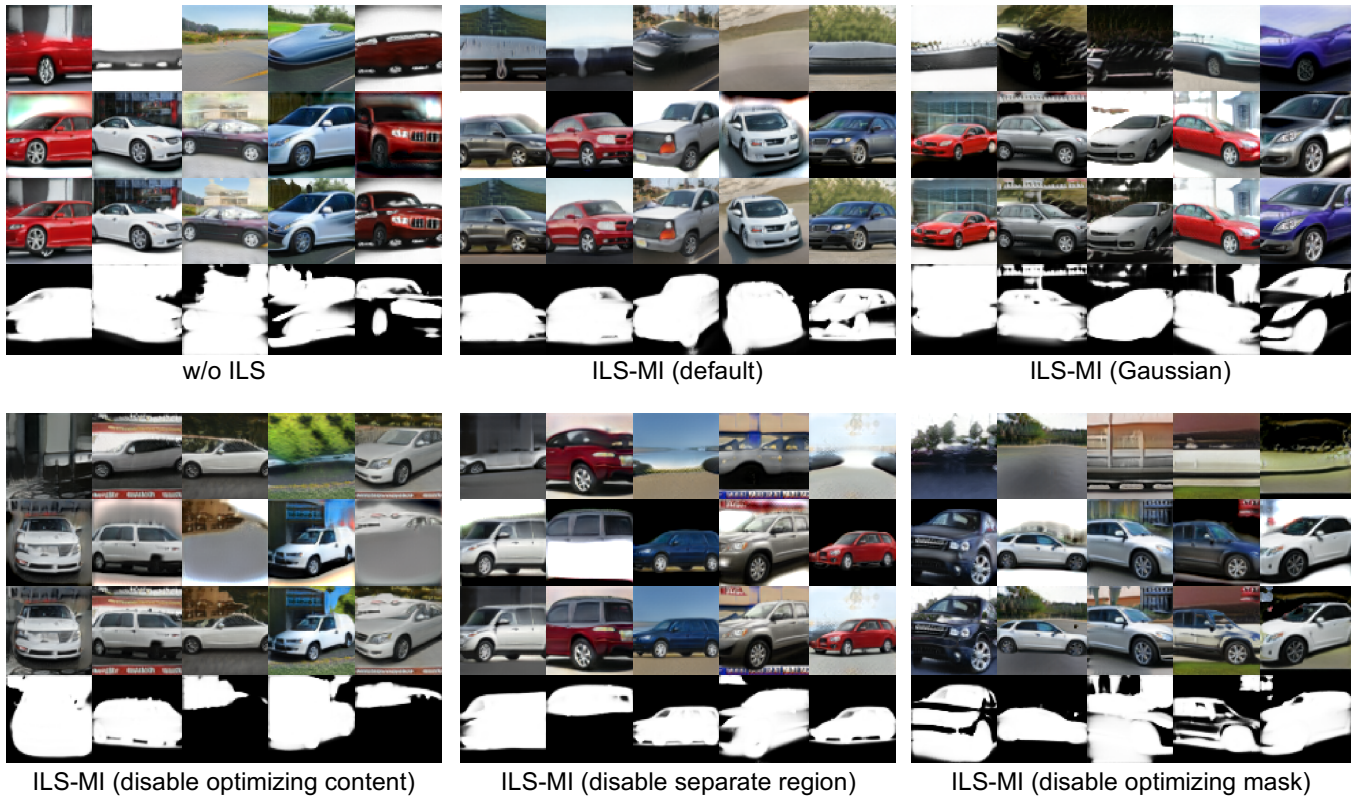 w/o ILS
ILS-MI (default)
ILS-MI (Gaussian)
ILS-MI (disable optimizing content)
ILS-MI (disable separate region)
ILS-MI (disable optimizing mask)